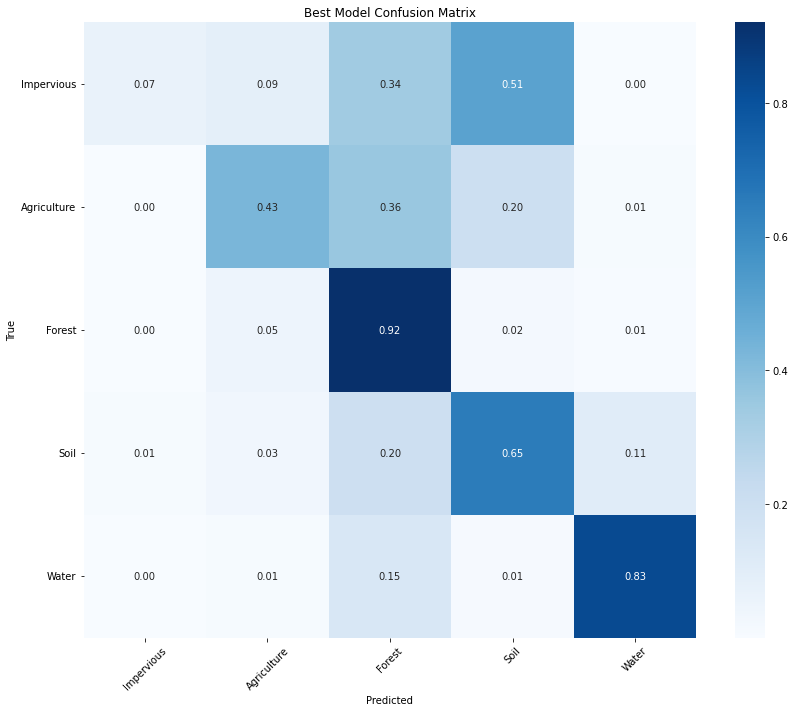 Best Model Confusion Matrix
Impervious 0.07 0.09 0.34 0.51 0.00
0.8
Agriculture 0.00 0.43 0.36 0.20 0.01
0.6
True
Forest 0.00 0.05 0.92 0.02 0.01
0.4
Soil 0.01 0.03 0.20 0.65 0.11
0.2
Water 0.00 0.01 0.15 0.01 0.83
Impervious Agriculture Forest Soil Water
Predicted